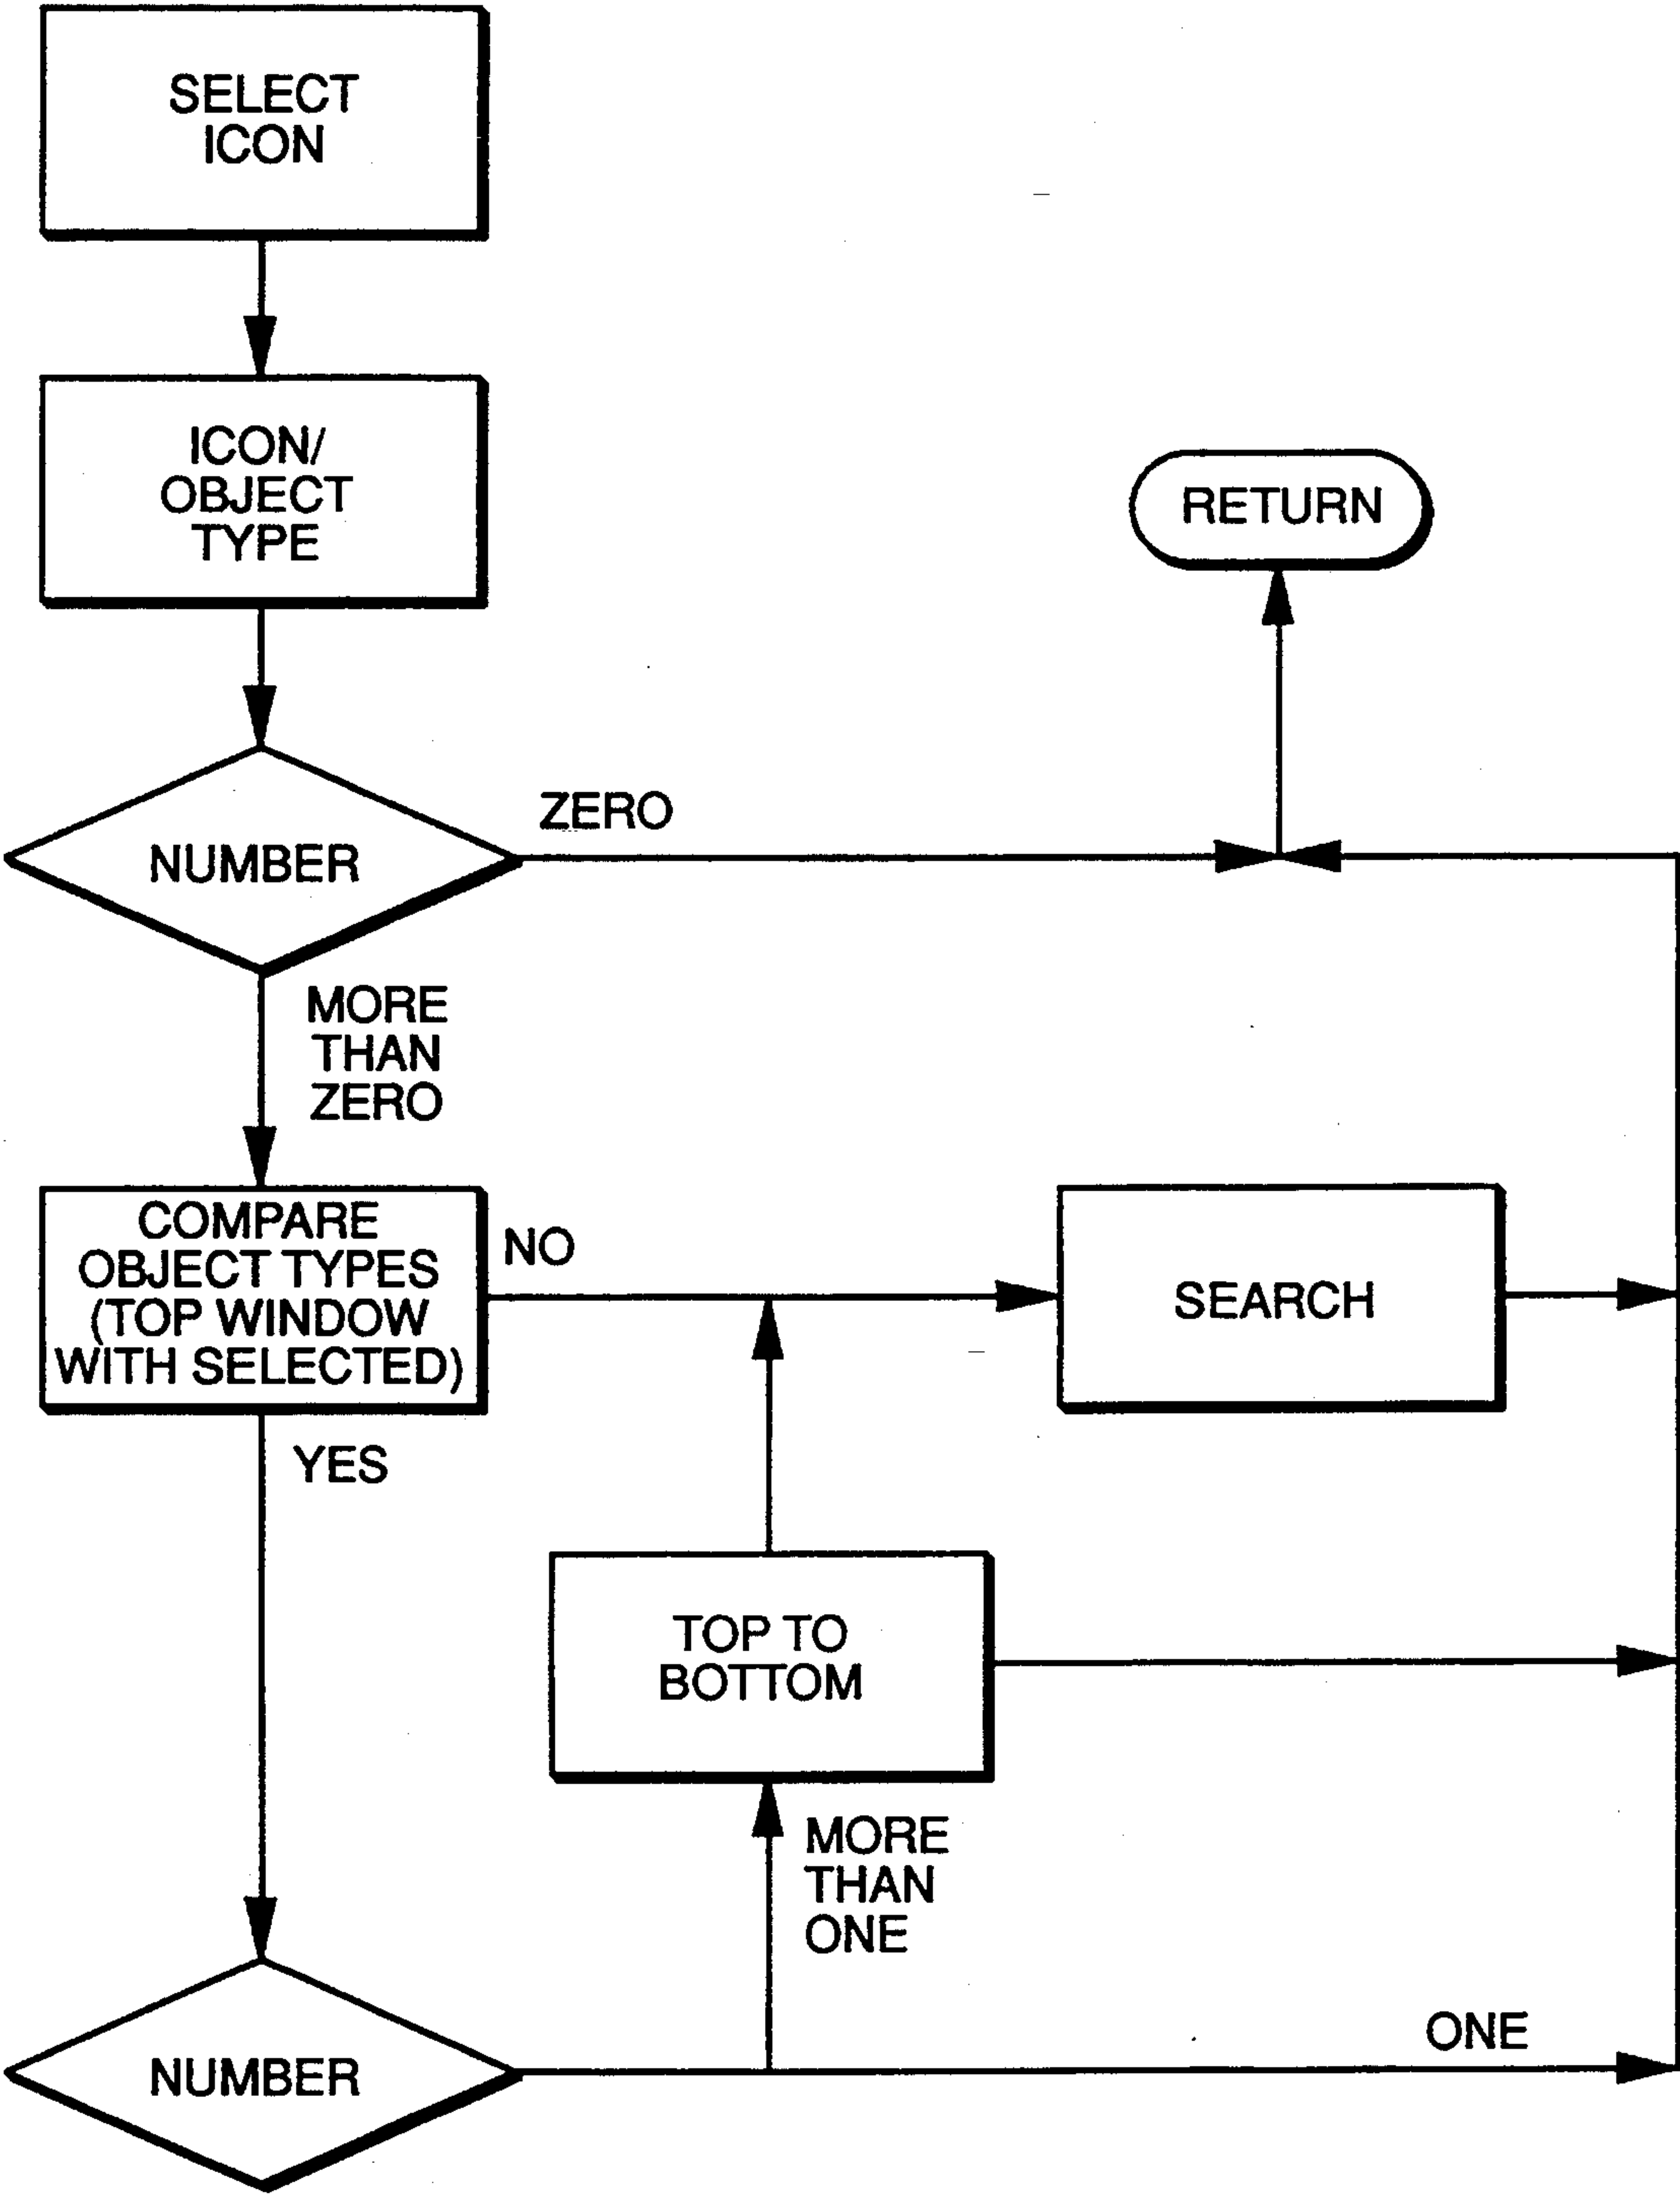 SELECT
ICON
ICON/
OBJECT
TYPE
RETURN
NUMBER
ZERO
MORE
THAN
ZERO
COMPARE
OBJECT TYPES
(TOP WINDOW
WITH SELECTED)
NO
SEARCH
YES
TOP TO
BOTTOM
MORE
THAN
ONE
NUMBER
ONE